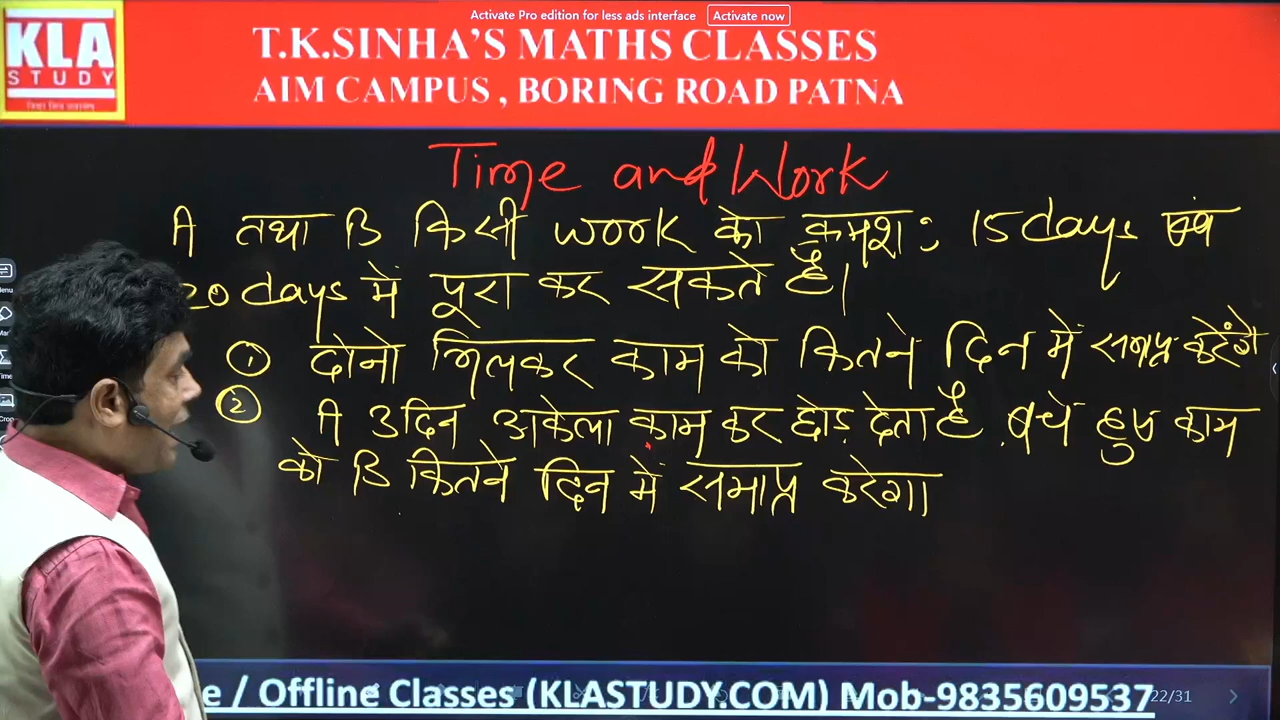 Activate Pro edition for less ads interface Activate now
KLA
STUDY
T.K.SINHA'S MATHS CLASSES
AIM CAMPUS , BORING ROAD PATNA
Time and Work
A तथा B किसी work को क्रमश: 15 days एवं
20 days में पूरा कर सकते हैं।
① दोनो मिलकर काम को कितने दिन में समाप्त करेंगे
② A 3 दिन अकेला काम कर छोड़ देता है बचे हुए काम
को B कितने दिन में समाप्त करेगा
e / Offline Classes (KLASTUDY.COM) Mob-9835609537
22/31